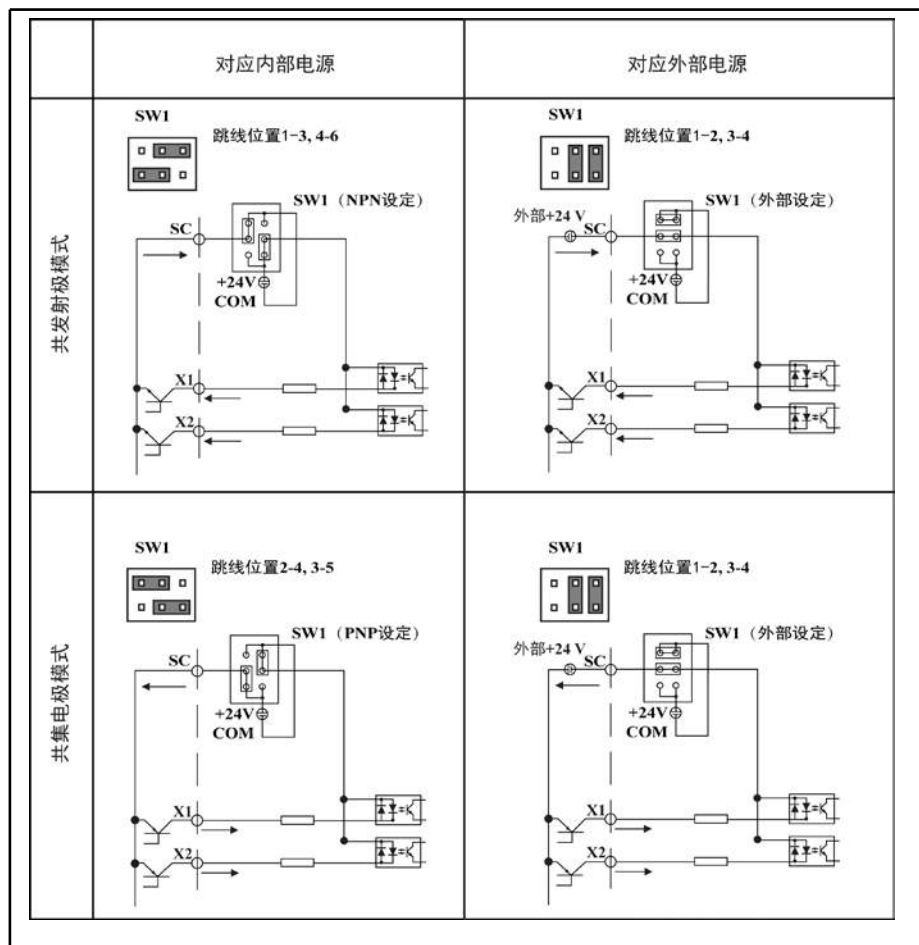 对应内部电源
对应外部电源
共发射极模式
SW1
跳线位置1-3, 4-6
SW1（NPN设定）
SC
+24V
COM
X1
X2
SW1
跳线位置1-2, 3-4
SW1（外部设定）
外部+24 V
SC
+24V
COM
X1
X2
共集电极模式
SW1
跳线位置2-4, 3-5
SW1（PNP设定）
SC
+24V
COM
X1
X2
SW1
跳线位置1-2, 3-4
SW1（外部设定）
外部+24 V
SC
+24V
COM
X1
X2